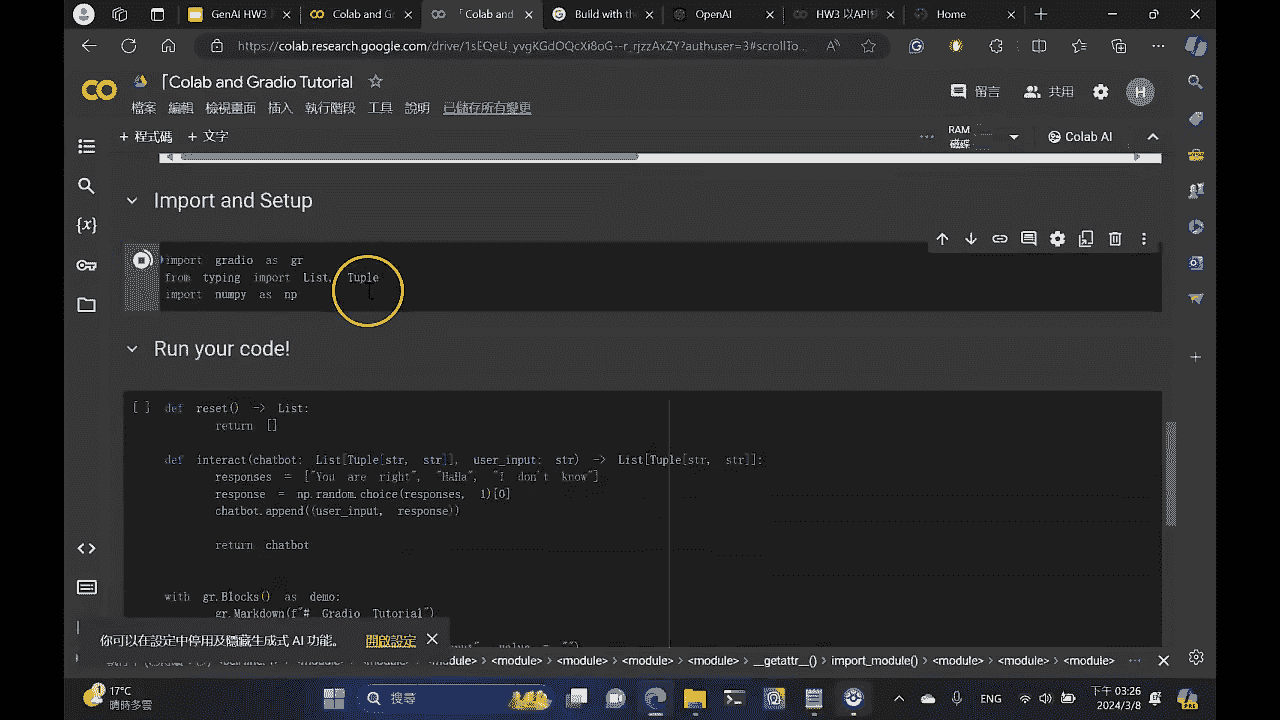 GenAI HW3
Colab and Gr
「Colab and
Build with the
OpenAI
HW3 以API
Home
https://colab.research.google.com/drive/1sEQeU_yvgKGdOQcXi8oG--r_rjzzAxZY?authuser=3#scrollTo...
「Colab and Gradio Tutorial
留言
共用
H
檔案 編輯 檢視畫面 插入 執行階段 工具 說明 已儲存所有變更
+ 程式碼 + 文字
RAM
磁碟
Colab AI
Import and Setup
import gradio as gr
from typing import List, Tuple
import numpy as np
Run your code!
[ ] def reset() -> List:
return []
def interact(chatbot: List[Tuple[str, str]], user_input: str) -> List[Tuple[str, str]]:
responses = ["You are right", "HaHa", "I don't know"]
response = np.random.choice(responses, 1)[0]
chatbot.append((user_input, response))
return chatbot
with gr.Blocks() as demo:
gr.Markdown(f"# Gradio Tutorial")
你可以在設定中停用及隱藏生成式 AI 功能。 開啟設定
<module> > <module> > <module> > <module> > __getattr__() > import_module() > <module> > <module> > <module>
17°C
晴時多雲
搜尋
ENG
下午 03:26
2024/3/8